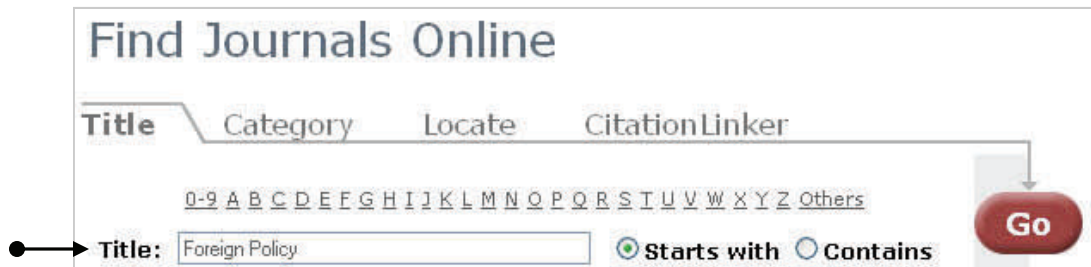 Find Journals Online
Title Category Locate CitationLinker
0-9 A B C D E F G H I J K L M N O P Q R S T U V W X Y Z Others
Title: Foreign Policy Starts with Contains
Go